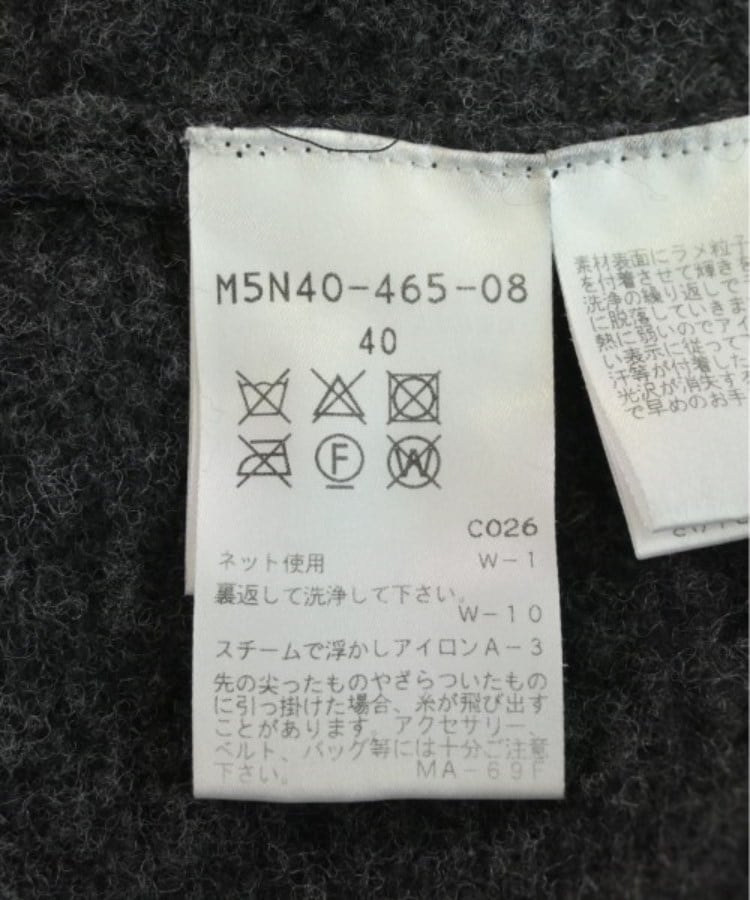 M5N40-465-08
40
F
W
C026
ネット使用 W-1
裏返して洗浄して下さい。
W-10
スチームで浮かしアイロンA-3
先の尖ったものやざらついたもの
に引っ掛けた場合、糸が飛び出す
ことがあります。アクセサリー、
ベルト、バッグ等には十分ご注意
下さい。 MA-69F
素材表面にラメ粒子
を付着させて輝きを
洗浄の繰り返しで
に脱落していきま
熱に弱いのでアイ
い表示に従って
汗等が付着した
光沢が消失す
で早めのお手